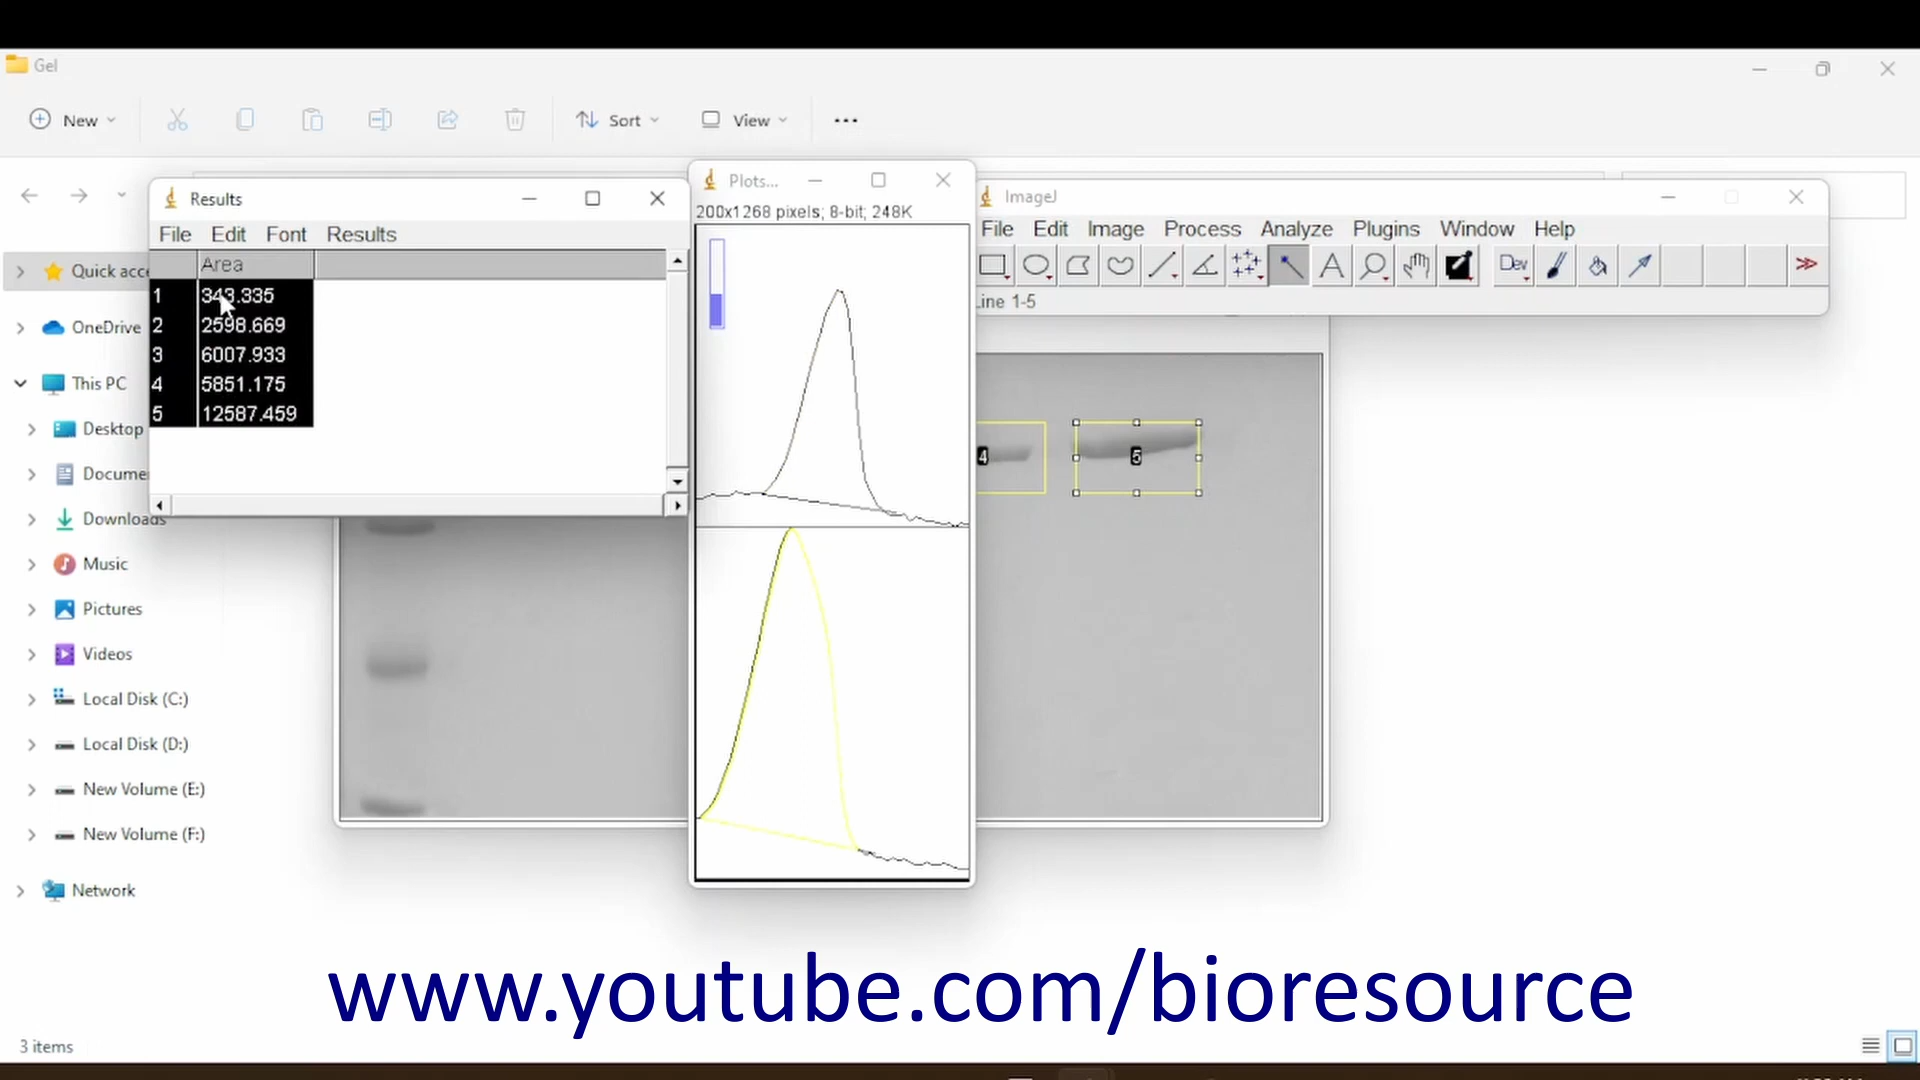 Gel
New
Sort
View
Results
File Edit Font Results
Area
1 343.335
2 2598.669
3 6007.933
4 5851.175
5 12587.459
Plots...
200x1268 pixels; 8-bit; 248K
ImageJ
File Edit Image Process Analyze Plugins Window Help
A
Dev
Line 1-5
4
5
Quick acce
OneDrive
This PC
Desktop
Documen
Downloads
Music
Pictures
Videos
Local Disk (C:)
Local Disk (D:)
New Volume (E:)
New Volume (F:)
Network
www.youtube.com/bioresource
3 items